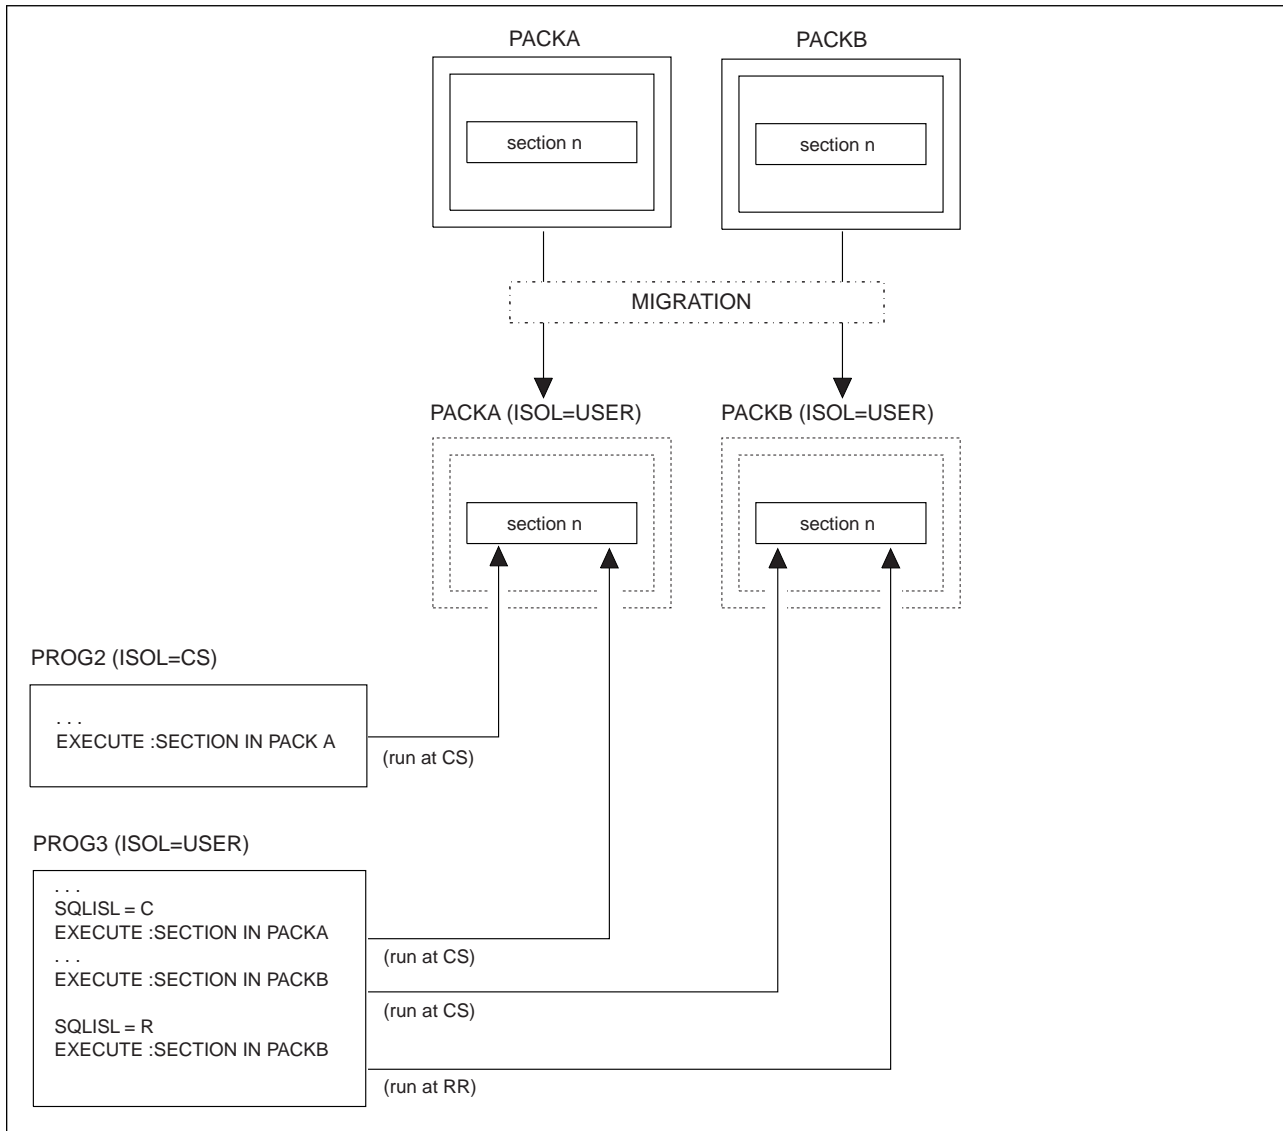 PACKA
PACKB
section n
section n
MIGRATION
PACKA (ISOL=USER)
PACKB (ISOL=USER)
section n
section n
PROG2 (ISOL=CS)
. . .
EXECUTE :SECTION IN PACK A
(run at CS)
PROG3 (ISOL=USER)
. . .
SQLISL = C
EXECUTE :SECTION IN PACKA
(run at CS)
. . .
EXECUTE :SECTION IN PACKB
(run at CS)
SQLISL = R
EXECUTE :SECTION IN PACKB
(run at RR)